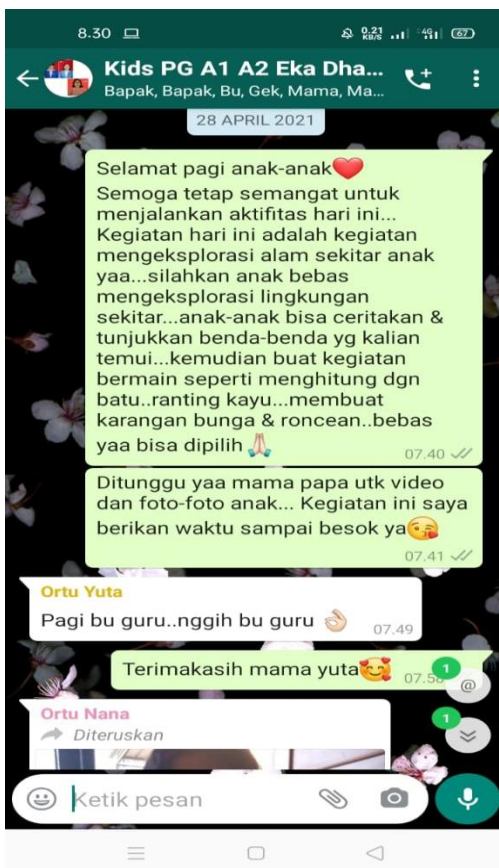 8.30
0.21
KB/S
46
67
Kids PG A1 A2 Eka Dha...
Bapak, Bapak, Bu, Gek, Mama, Ma...
28 APRIL 2021
Selamat pagi anak-anak❤️
Semoga tetap semangat untuk
menjalankan aktifitas hari ini...
Kegiatan hari ini adalah kegiatan
mengeksplorasi alam sekitar anak
yaa...silahkan anak bebas
mengeksplorasi lingkungan
sekitar...anak-anak bisa ceritakan &
tunjukkan benda-benda yg kalian
temui...kemudian buat kegiatan
bermain seperti menghitung dgn
batu..ranting kayu...membuat
karangan bunga & roncean..bebas
yaa bisa dipilih 🙏🏻
07.40
Ditunggu yaa mama papa utk video
dan foto-foto anak... Kegiatan ini saya
berikan waktu sampai besok ya😘
07.41
Ortu Yuta
Pagi bu guru..nggih bu guru 👌🏻
07.49
Terimakasih mama yuta🥰
1
@
Ortu Nana
Diteruskan
1
Ketik pesan